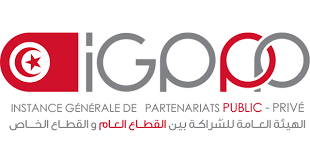 iGPPP
INSTANCE GÉNÉRALE DE PARTENARIATS PUBLIC - PRIVÉ
الهيئة العامة للشراكة بين القطاع العام و القطاع الخاص